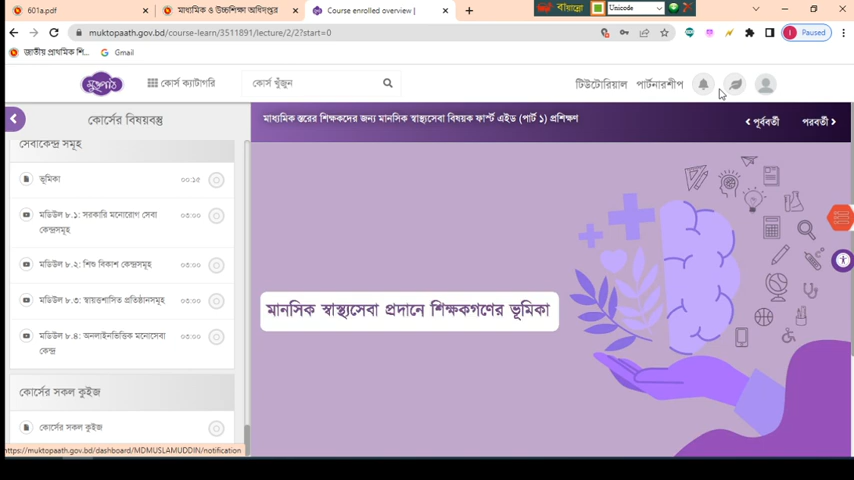 601a.pdf
মাধ্যমিক ও উচ্চশিক্ষা অধিদপ্তর
Course enrolled overview |
বায়ান্নো
Unicode
muktopaath.gov.bd/course-learn/3511891/lecture/2/2?start=0
Paused
জাতীয় প্রাথমিক শি...
Gmail
মুক্তপাঠ
কোর্স ক্যাটাগরি
কোর্স খুঁজুন
টিউটোরিয়াল
পার্টনারশীপ
কোর্সের বিষয়বস্তু
মাধ্যমিক স্তরের শিক্ষকদের জন্য মানসিক স্বাস্থ্যসেবা বিষয়ক ফার্স্ট এইড (পার্ট ১) প্রশিক্ষণ
পূর্ববর্তী
পরবর্তী
সেবাকেন্দ্র সমূহ
ভূমিকা
০০:১৫
মডিউল ৮.১: সরকারি মনোরোগ সেবা
কেন্দ্রসমূহ
০৩:০০
মডিউল ৮.২: শিশু বিকাশ কেন্দ্রসমূহ
০৩:০০
মডিউল ৮.৩: স্বায়ত্তশাসিত প্রতিষ্ঠানসমূহ
০৩:০০
মডিউল ৮.৪: অনলাইনভিত্তিক মনোসেবা
কেন্দ্র
০৩:০০
মানসিক স্বাস্থ্যসেবা প্রদানে শিক্ষকগণের ভূমিকা
কোর্সের সকল কুইজ
কোর্সের সকল কুইজ
https://muktopaath.gov.bd/dashboard/MDMUSLAMUDDIN/notification